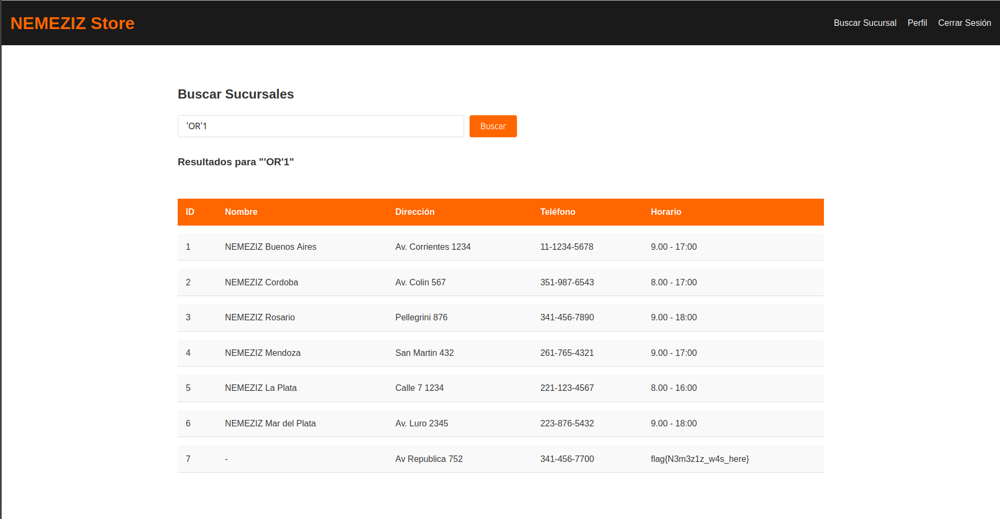 NEMEZIZ Store
Buscar Sucursal Perfil Cerrar Sesión
Buscar Sucursales
'OR'1
Buscar
Resultados para "'OR'1"
ID Nombre Dirección Teléfono Horario
1 NEMEZIZ Buenos Aires Av. Corrientes 1234 11-1234-5678 9.00 - 17:00
2 NEMEZIZ Cordoba Av. Colin 567 351-987-6543 8.00 - 17:00
3 NEMEZIZ Rosario Pellegrini 876 341-456-7890 9.00 - 18:00
4 NEMEZIZ Mendoza San Martin 432 261-765-4321 9.00 - 17:00
5 NEMEZIZ La Plata Calle 7 1234 221-123-4567 8.00 - 16:00
6 NEMEZIZ Mar del Plata Av. Luro 2345 223-876-5432 9.00 - 18:00
7 - Av Republica 752 341-456-7700 flag{N3m3z1z_w4s_here}